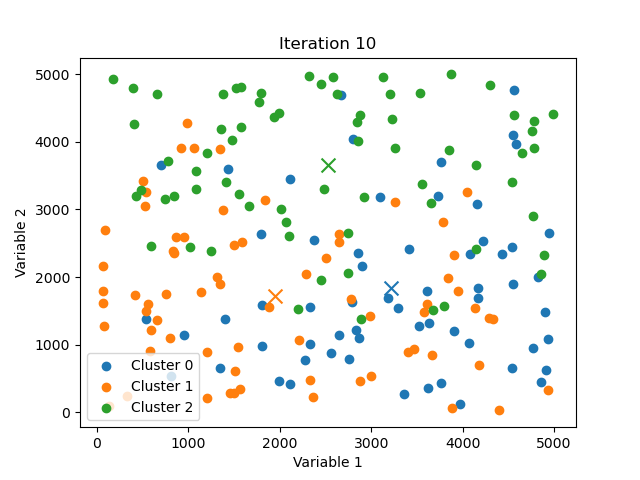 Iteration 10
Variable 2
5000
4000
3000
2000
1000
0
Cluster 0
Cluster 1
Cluster 2
0
1000
2000
3000
4000
5000
Variable 1